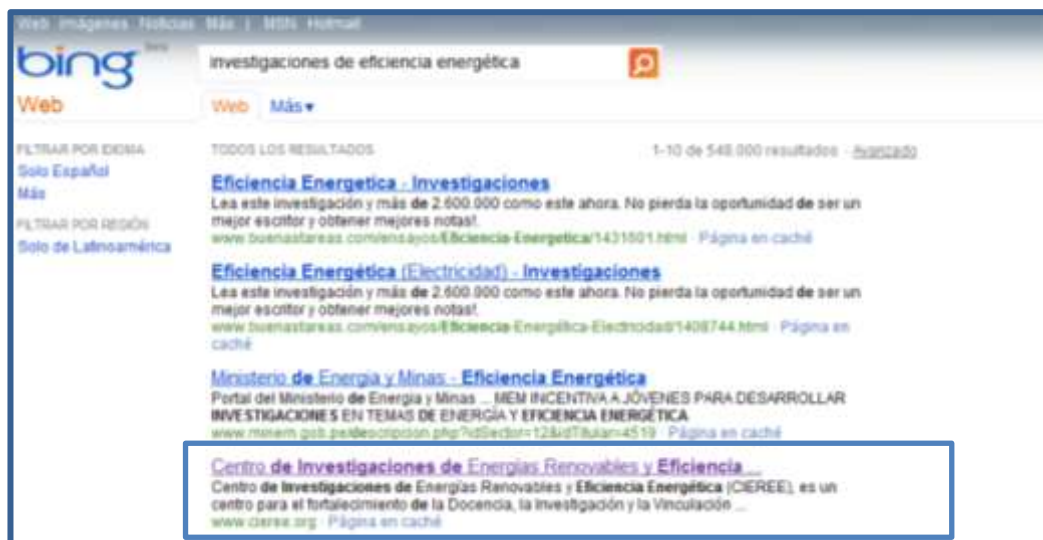 Web Imágenes Noticias Más | MSN Hotmail
bing beta
investigaciones de eficiencia energética
Web
Web Más
FILTRAR POR IDIOMA
Solo Español
Más
FILTRAR POR REGIÓN
Solo de Latinoamérica
TODOS LOS RESULTADOS 1-10 de 548.000 resultados · Avanzado
Eficiencia Energetica - Investigaciones
Lea este investigación y más de 2.600.000 como este ahora. No pierda la oportunidad de ser un
mejor escritor y obtener mejores notas!.
www.buenastareas.com/ensayos/Eficiencia-Energetica/1431601.html · Página en caché
Eficiencia Energética (Electricidad) - Investigaciones
Lea este investigación y más de 2.600.000 como este ahora. No pierda la oportunidad de ser un
mejor escritor y obtener mejores notas!.
www.buenastareas.com/ensayos/Eficiencia-Energética-Electricidad/1408744.html · Página en
caché
Ministerio de Energia y Minas - Eficiencia Energética
Portal del Ministerio de Energia y Minas ... MEM INCENTIVA A JÓVENES PARA DESARROLLAR
INVESTIGACIONES EN TEMAS DE ENERGÍA Y EFICIENCIA ENERGÉTICA
www.minem.gob.pe/descripcion.php?idSector=12&idTitular=4519 · Página en caché
Centro de Investigaciones de Energías Renovables y Eficiencia ...
Centro de Investigaciones de Energías Renovables y Eficiencia Energética (CIEREE), es un
centro para el fortalecimiento de la Docencia, la Investigación y la Vinculación ...
www.cieree.org · Página en caché